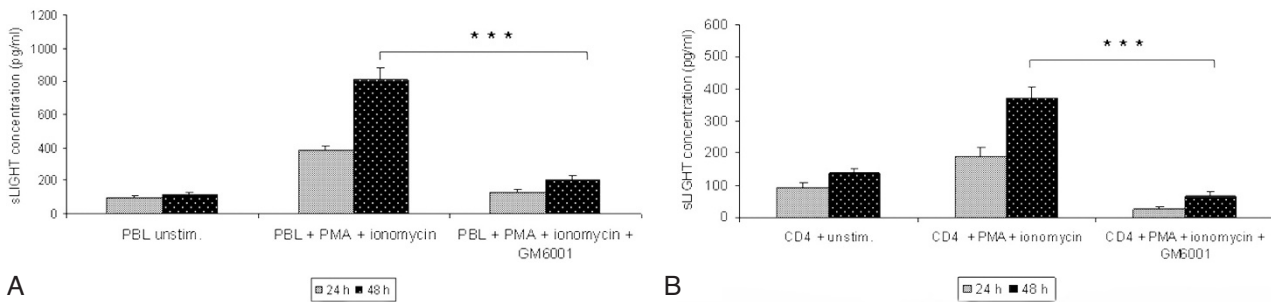 1200
1000
800
600
400
200
0
sLIGHT concentration (pg/ml)
* * *
PBL unstim.
PBL + PMA + ionomycin
PBL + PMA + ionomycin +
GM6001
A
24 h 48 h
600
500
400
300
200
100
0
sLIGHT concentration (pg/ml)
* * *
CD4 + unstim.
CD4 + PMA + ionomycin
CD4 + PMA + ionomycin +
GM6001
B
24 h 48 h